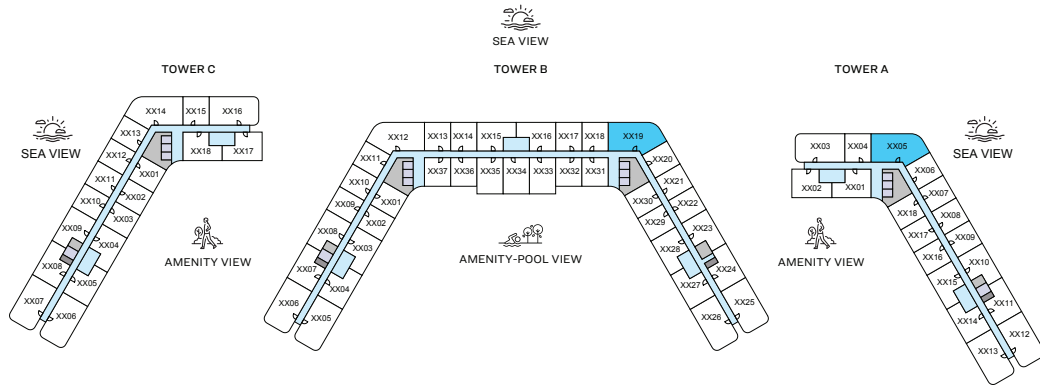 SEA VIEW
TOWER C
TOWER B
TOWER A
SEA VIEW
SEA VIEW
AMENITY VIEW
AMENITY-POOL VIEW
AMENITY VIEW
XX14
XX15
XX16
XX13
XX12
XX11
XX10
XX09
XX08
XX07
XX06
XX05
XX04
XX03
XX02
XX01
XX18
XX17
XX12
XX13
XX14
XX15
XX16
XX17
XX18
XX19
XX11
XX10
XX09
XX08
XX07
XX06
XX05
XX04
XX03
XX02
XX01
XX37
XX36
XX35
XX34
XX33
XX32
XX31
XX20
XX21
XX22
XX23
XX24
XX25
XX26
XX27
XX28
XX29
XX30
XX03
XX04
XX05
XX02
XX01
XX06
XX07
XX08
XX09
XX10
XX11
XX12
XX13
XX14
XX15
XX16
XX17
XX18